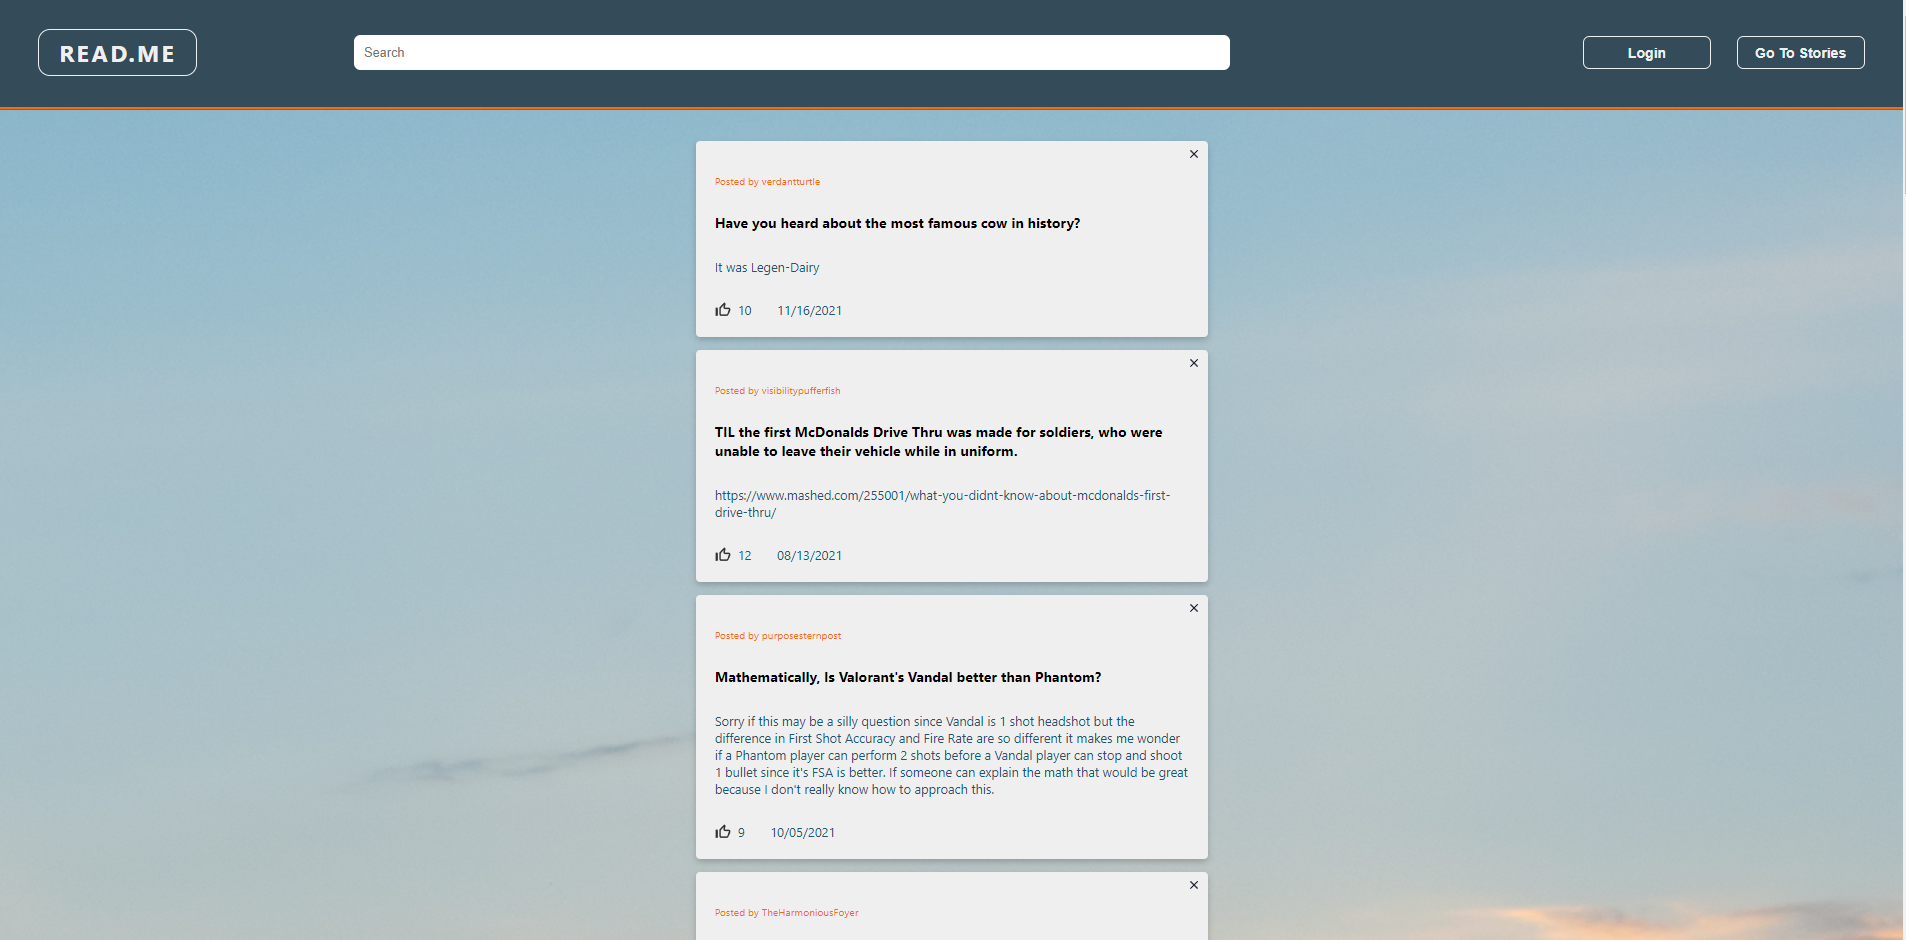 READ.ME
Search
Login
Go To Stories
Posted by verdantturtle
Have you heard about the most famous cow in history?
It was Legen-Dairy
10 11/16/2021
Posted by visibilitypufferfish
TIL the first McDonalds Drive Thru was made for soldiers, who were
unable to leave their vehicle while in uniform.
https://www.mashed.com/255001/what-you-didnt-know-about-mcdonalds-first-
drive-thru/
12 08/13/2021
Posted by purposesternpost
Mathematically, Is Valorant's Vandal better than Phantom?
Sorry if this may be a silly question since Vandal is 1 shot headshot but the
difference in First Shot Accuracy and Fire Rate are so different it makes me wonder
if a Phantom player can perform 2 shots before a Vandal player can stop and shoot
1 bullet since it's FSA is better. If someone can explain the math that would be great
because I don't really know how to approach this.
9 10/05/2021
Posted by TheHarmoniousFoyer